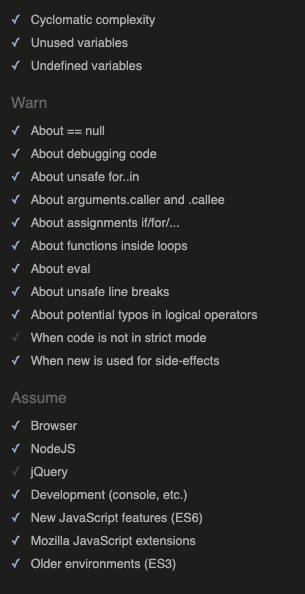 Cyclomatic complexity
Unused variables
Undefined variables
Warn
About == null
About debugging code
About unsafe for..in
About arguments.caller and .callee
About assignments if/for/...
About functions inside loops
About eval
About unsafe line breaks
About potential typos in logical operators
When code is not in strict mode
When new is used for side-effects
Assume
Browser
NodeJS
jQuery
Development (console, etc.)
New JavaScript features (ES6)
Mozilla JavaScript extensions
Older environments (ES3)